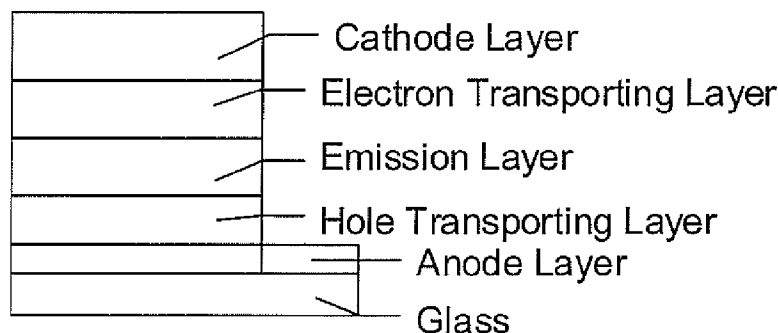 Cathode Layer
Electron Transporting Layer
Emission Layer
Hole Transporting Layer
Anode Layer
Glass